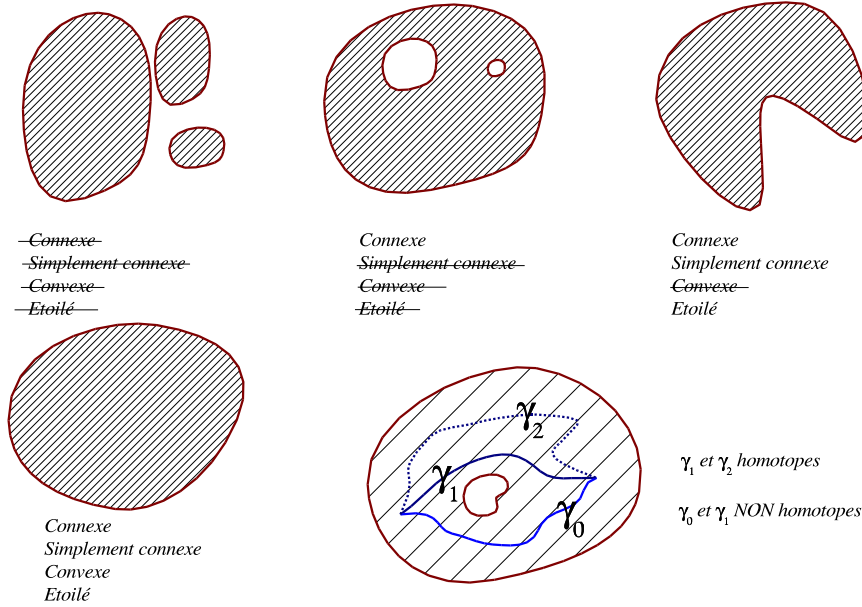 Connexe
Simplement connexe
Convexe
Etoilé
Connexe
Simplement connexe
Convexe
Etoilé
Connexe
Simplement connexe
Convexe
Etoilé
Connexe
Simplement connexe
Convexe
Etoilé
γ₂
γ₁
γ₀
γ₁ et γ₂ homotopes
γ₀ et γ₁ NON homotopes